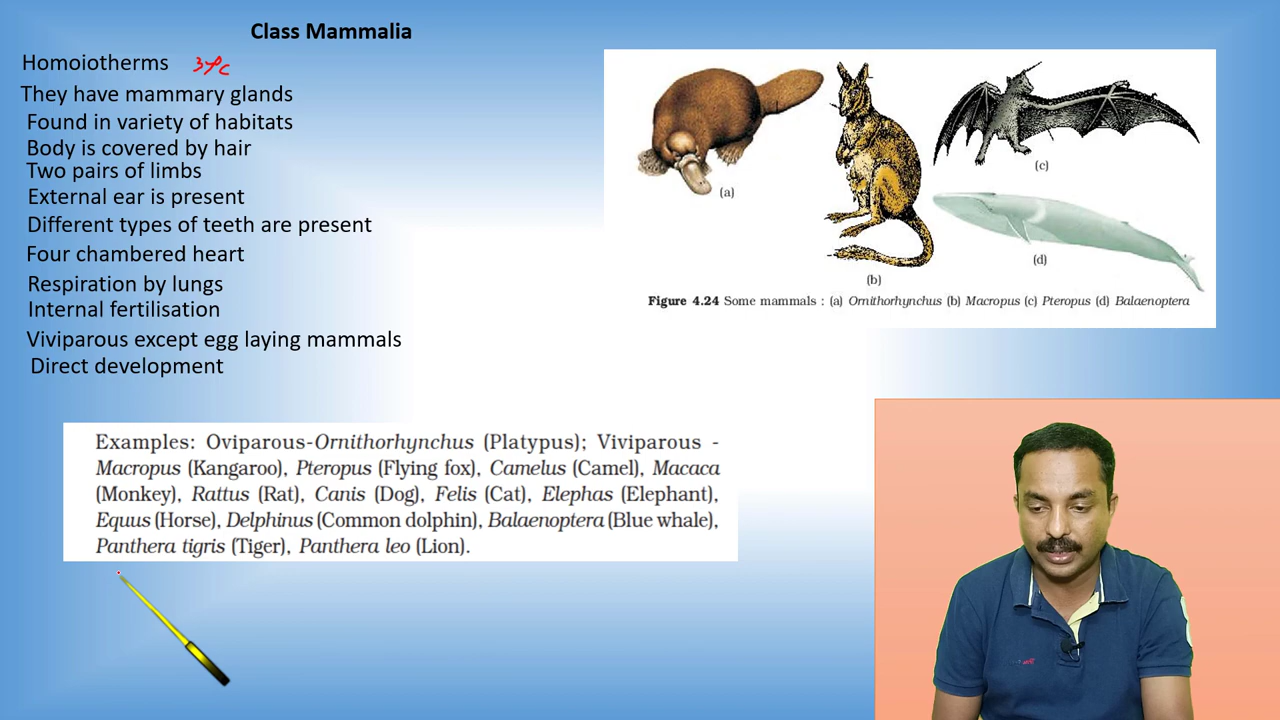 Class Mammalia
Homoiotherms
They have mammary glands
Found in variety of habitats
Body is covered by hair
Two pairs of limbs
External ear is present
Different types of teeth are present
Four chambered heart
Respiration by lungs
Internal fertilisation
Viviparous except egg laying mammals
Direct development
(a)
(c)
(d)
(b)
Figure 4.24 Some mammals : (a) Ornithorhynchus (b) Macropus (c) Pteropus (d) Balaenoptera
Examples: Oviparous-Ornithorhynchus (Platypus); Viviparous -
Macropus (Kangaroo), Pteropus (Flying fox), Camelus (Camel), Macaca
(Monkey), Rattus (Rat), Canis (Dog), Felis (Cat), Elephas (Elephant),
Equus (Horse), Delphinus (Common dolphin), Balaenoptera (Blue whale),
Panthera tigris (Tiger), Panthera leo (Lion).